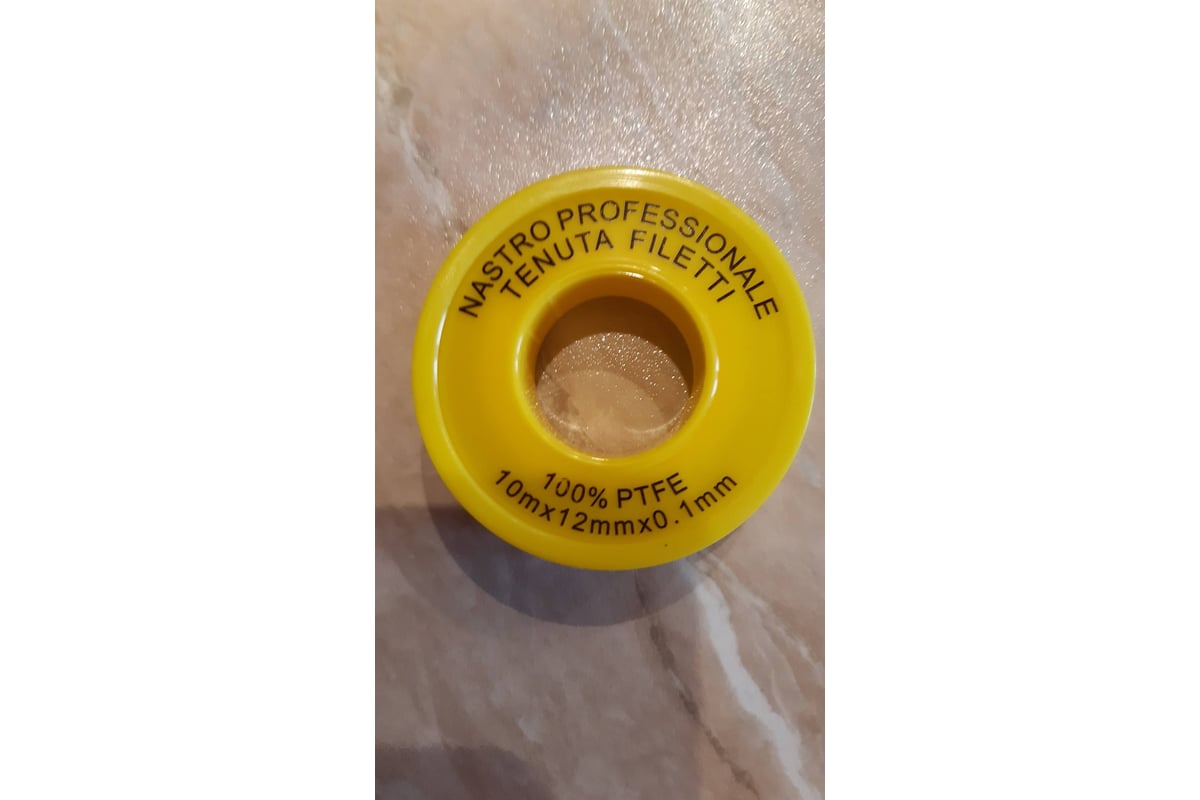 NASTRO PROFESSIONALE
TENUTA FILETTI
100% PTFE
10mx12mmx0.1mm